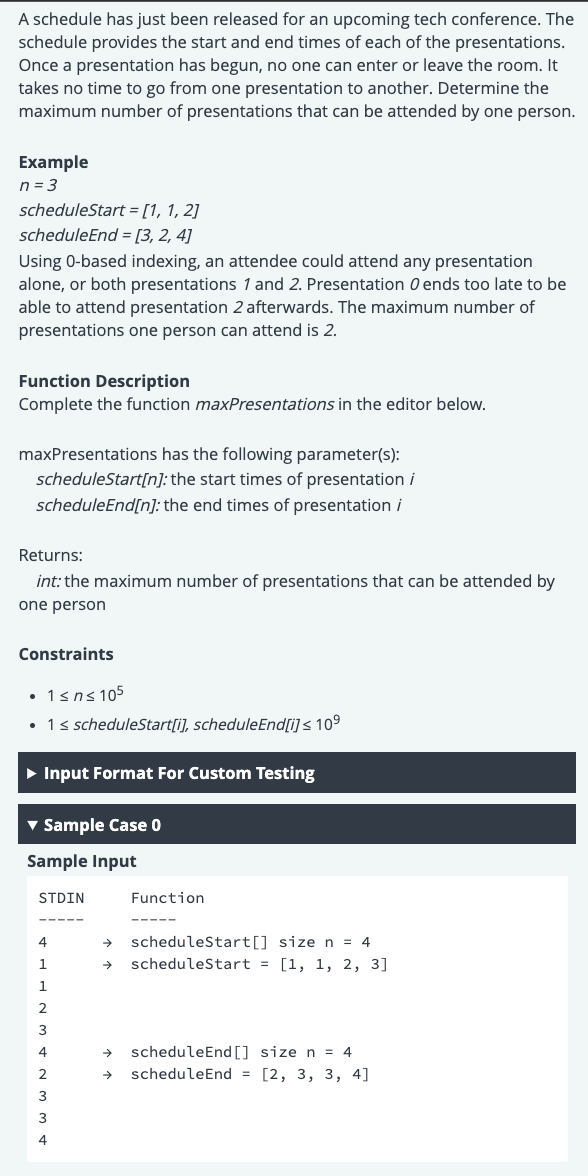 A schedule has just been released for an upcoming tech conference. The
schedule provides the start and end times of each of the presentations.
Once a presentation has begun, no one can enter or leave the room. It
takes no time to go from one presentation to another. Determine the
maximum number of presentations that can be attended by one person.
Example
n = 3
scheduleStart = [1, 1, 2]
scheduleEnd = [3, 2, 4]
Using 0-based indexing, an attendee could attend any presentation
alone, or both presentations 1 and 2. Presentation 0 ends too late to be
able to attend presentation 2 afterwards. The maximum number of
presentations one person can attend is 2.
Function Description
Complete the function maxPresentations in the editor below.
maxPresentations has the following parameter(s):
scheduleStart[n]: the start times of presentation i
scheduleEnd[n]: the end times of presentation i
Returns:
int: the maximum number of presentations that can be attended by
one person
Constraints
• 1 ≤ n ≤ 10⁵
• 1 ≤ scheduleStart[i], scheduleEnd[i] ≤ 10⁹
▶ Input Format For Custom Testing
▼ Sample Case 0
Sample Input
STDIN Function
----- -----
4 → scheduleStart[] size n = 4
1 → scheduleStart = [1, 1, 2, 3]
1
2
3
4 → scheduleEnd[] size n = 4
2 → scheduleEnd = [2, 3, 3, 4]
3
3
4